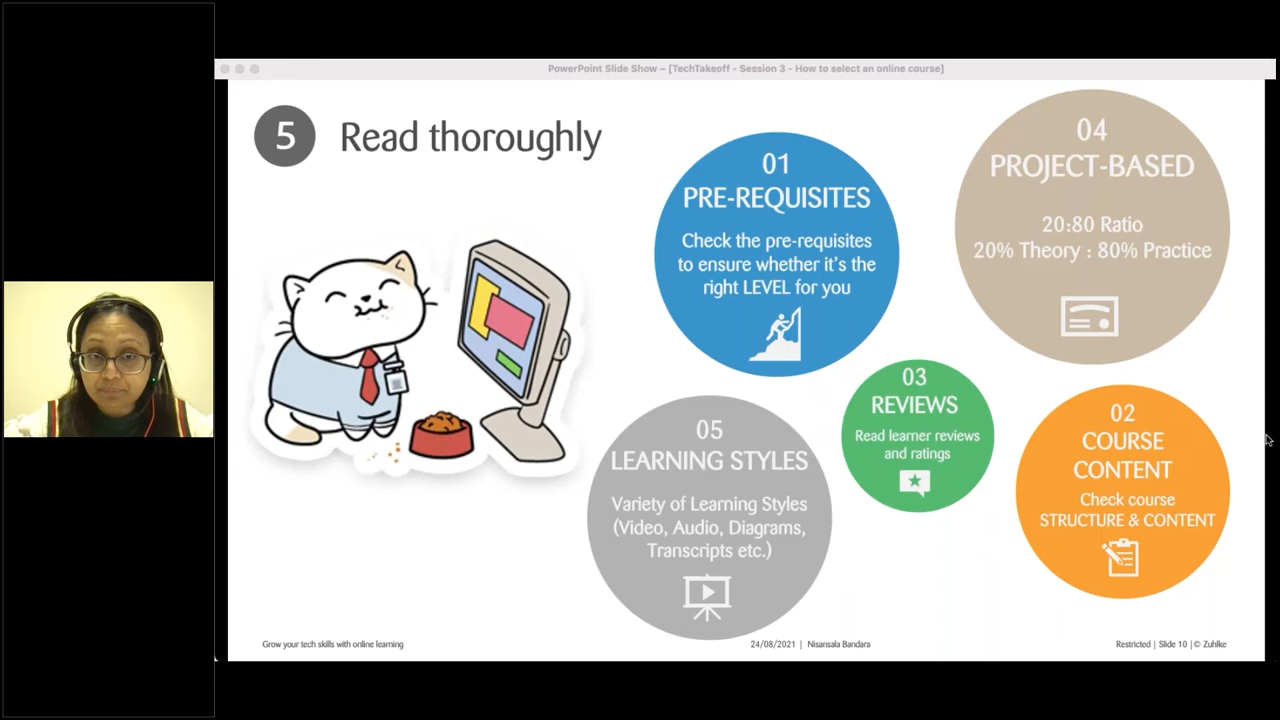 PowerPoint Slide Show – [TechTakeoff - Session 3 - How to select an online course]
5
Read thoroughly
01
PRE-REQUISITES
Check the pre-requisites
to ensure whether it's the
right LEVEL for you
04
PROJECT-BASED
20:80 Ratio
20% Theory : 80% Practice
03
REVIEWS
Read learner reviews
and ratings
02
COURSE
CONTENT
Check course
STRUCTURE & CONTENT
05
LEARNING STYLES
Variety of Learning Styles
(Video, Audio, Diagrams,
Transcripts etc.)
Grow your tech skills with online learning
24/08/2021 | Nisansala Bandara
Restricted | Slide 10 | © Zuhlke